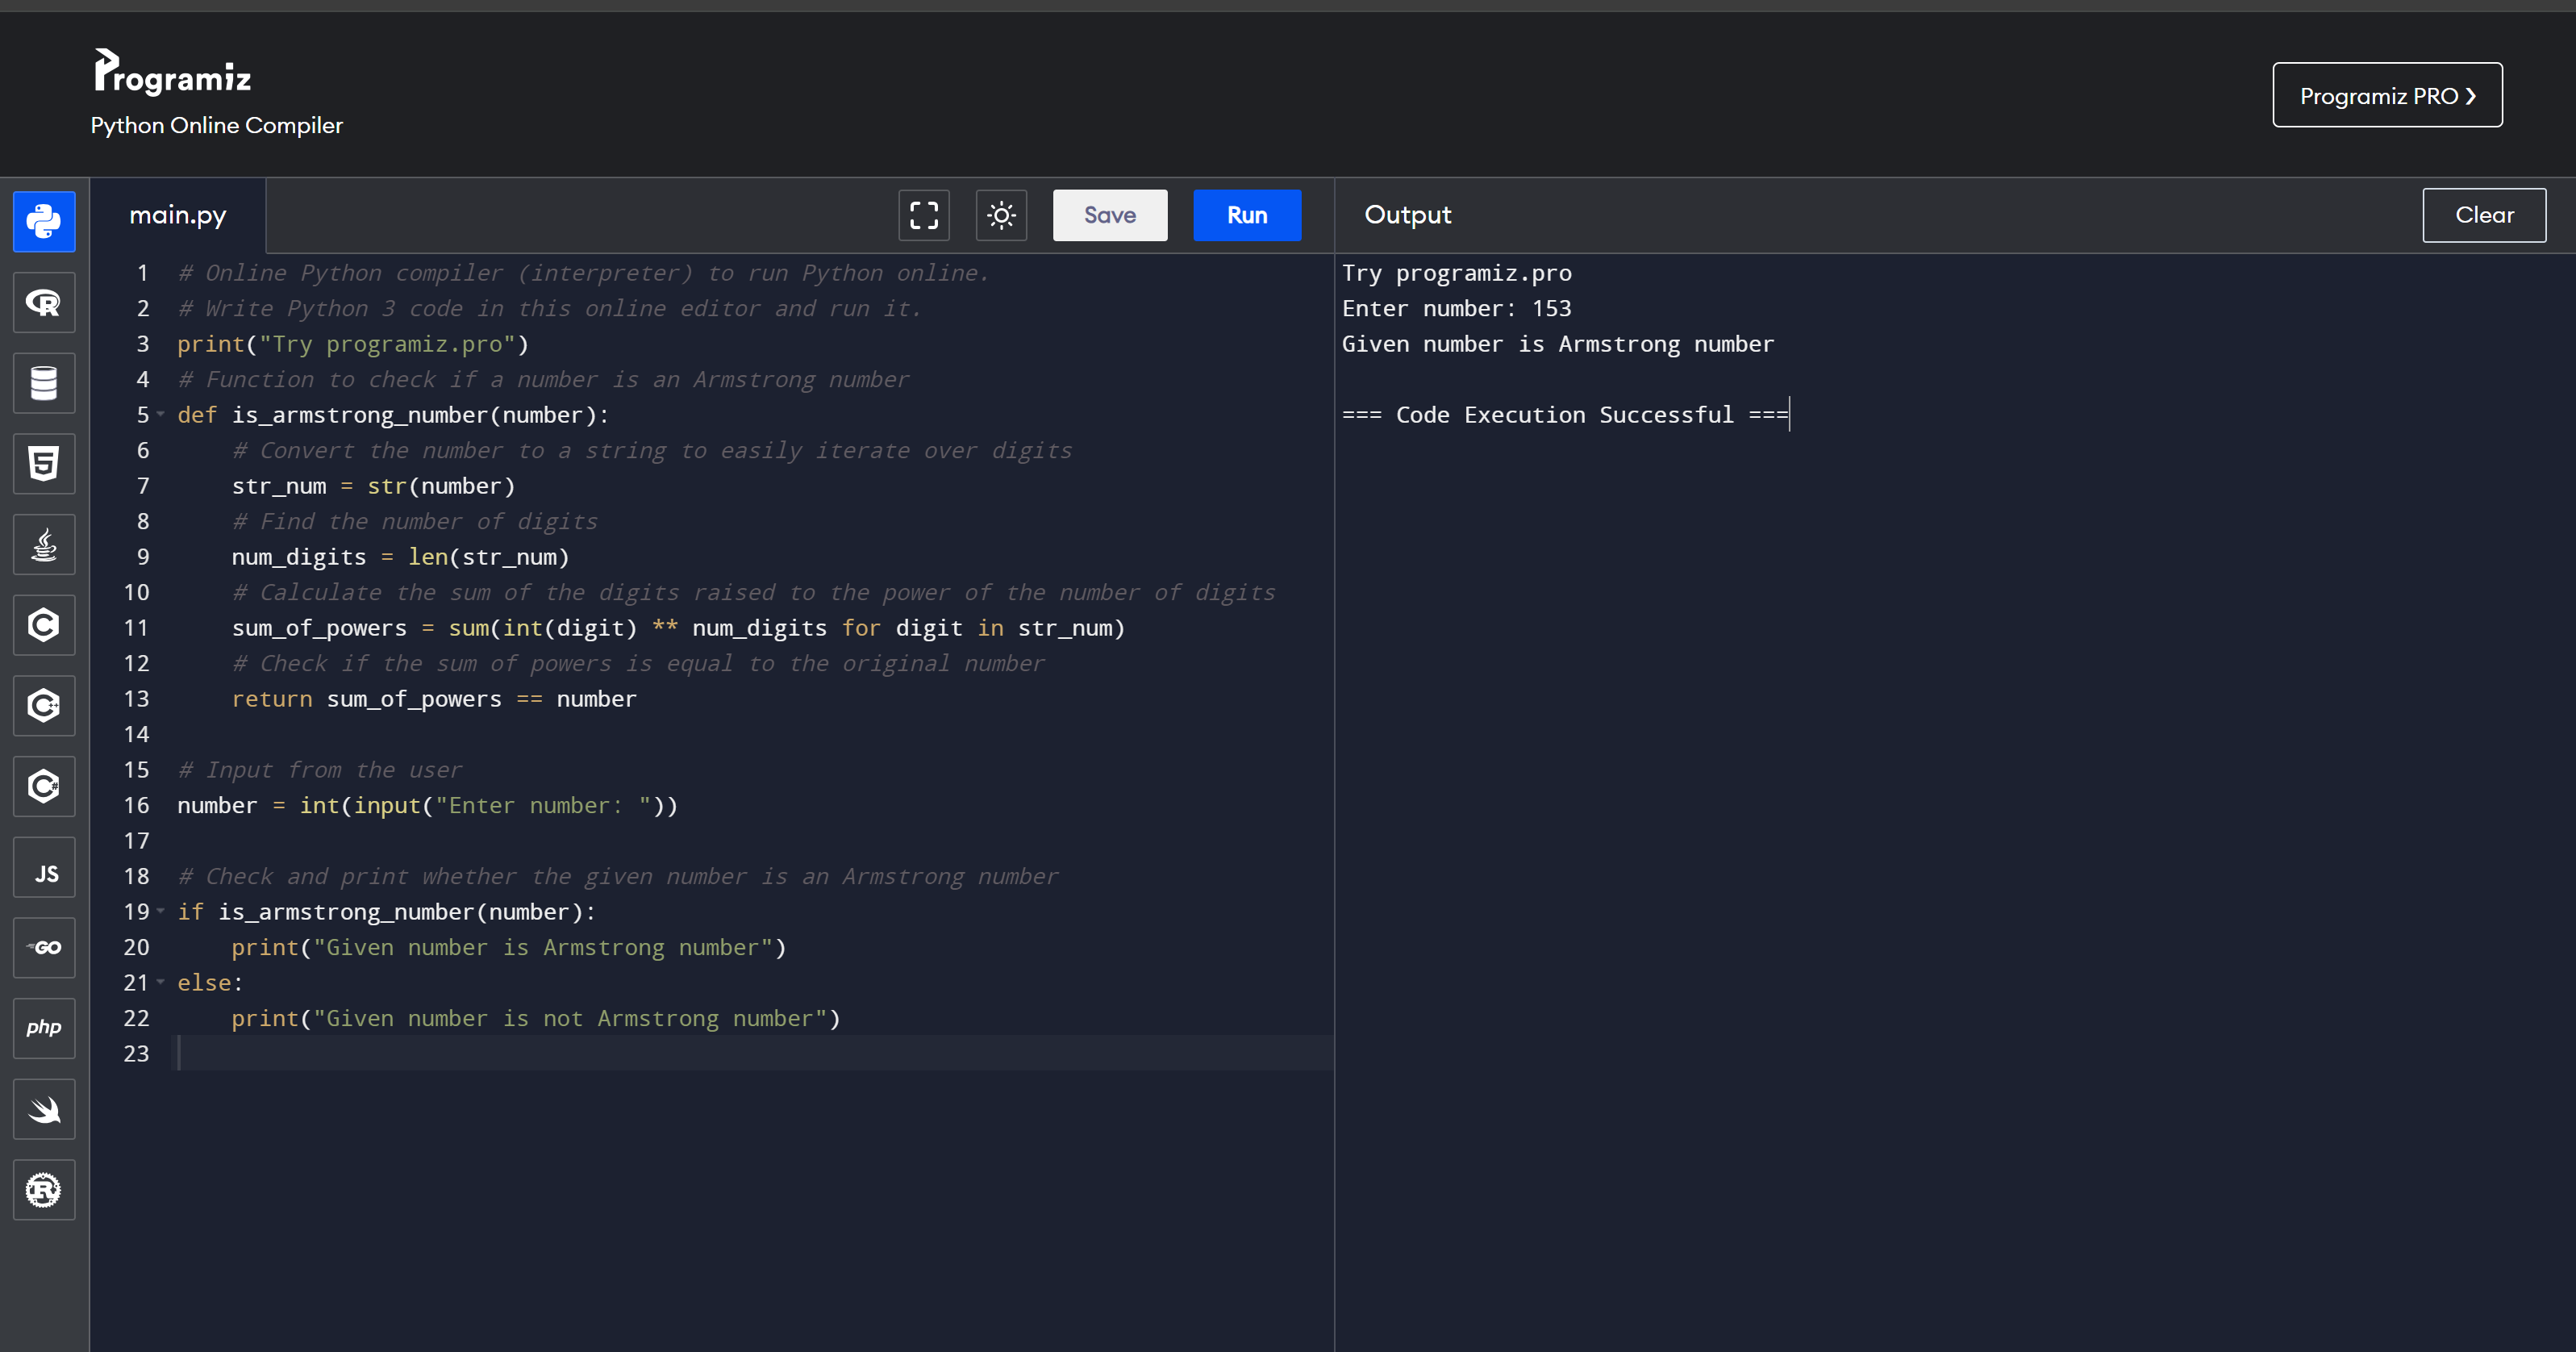 Programiz
Python Online Compiler
Programiz PRO ❯
main.py
Save
Run
Output
Clear
1 # Online Python compiler (interpreter) to run Python online.
2 # Write Python 3 code in this online editor and run it.
3 print("Try programiz.pro")
4 # Function to check if a number is an Armstrong number
5 def is_armstrong_number(number):
6     # Convert the number to a string to easily iterate over digits
7     str_num = str(number)
8     # Find the number of digits
9     num_digits = len(str_num)
10     # Calculate the sum of the digits raised to the power of the number of digits
11     sum_of_powers = sum(int(digit) ** num_digits for digit in str_num)
12     # Check if the sum of powers is equal to the original number
13     return sum_of_powers == number
14
15 # Input from the user
16 number = int(input("Enter number: "))
17
18 # Check and print whether the given number is an Armstrong number
19 if is_armstrong_number(number):
20     print("Given number is Armstrong number")
21 else:
22     print("Given number is not Armstrong number")
23
Try programiz.pro
Enter number: 153
Given number is Armstrong number
=== Code Execution Successful ===
R
5
C
C++
C#
JS
GO
php
R